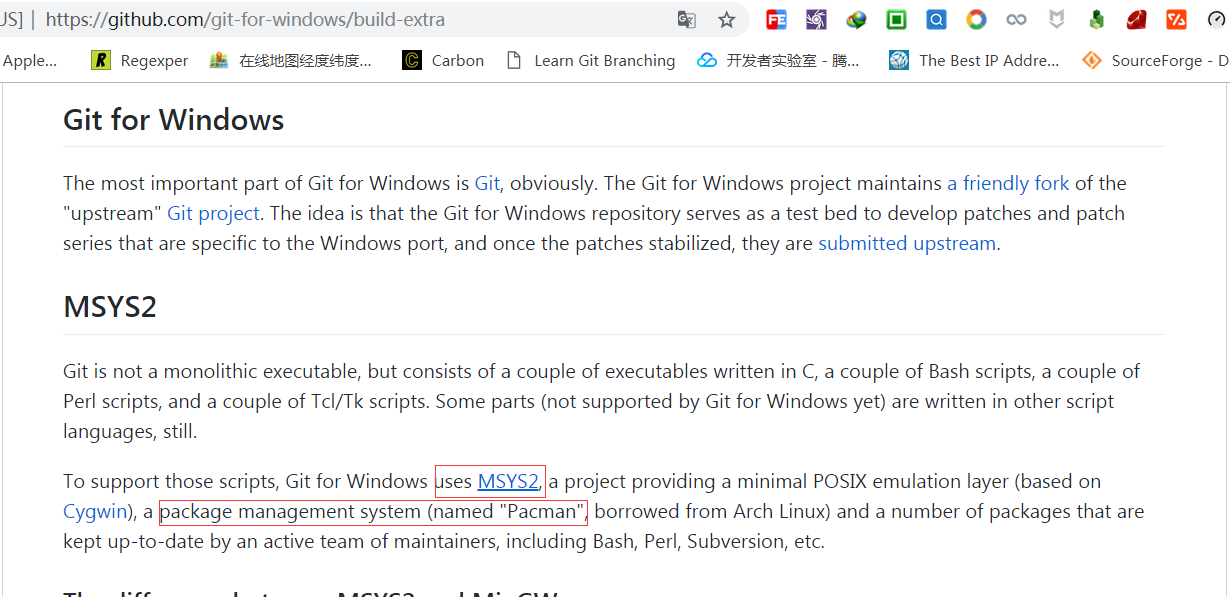 US] | https://github.com/git-for-windows/build-extra
Apple... Regexper 在线地图经度纬度... Carbon Learn Git Branching 开发者实验室 - 腾... The Best IP Addre... SourceForge - D
Git for Windows
The most important part of Git for Windows is Git, obviously. The Git for Windows project maintains a friendly fork of the
"upstream" Git project. The idea is that the Git for Windows repository serves as a test bed to develop patches and patch
series that are specific to the Windows port, and once the patches stabilized, they are submitted upstream.
MSYS2
Git is not a monolithic executable, but consists of a couple of executables written in C, a couple of Bash scripts, a couple of
Perl scripts, and a couple of Tcl/Tk scripts. Some parts (not supported by Git for Windows yet) are written in other script
languages, still.
To support those scripts, Git for Windows uses MSYS2, a project providing a minimal POSIX emulation layer (based on
Cygwin), a package management system (named "Pacman", borrowed from Arch Linux) and a number of packages that are
kept up-to-date by an active team of maintainers, including Bash, Perl, Subversion, etc.
The difference between MSYS2 and MinGW